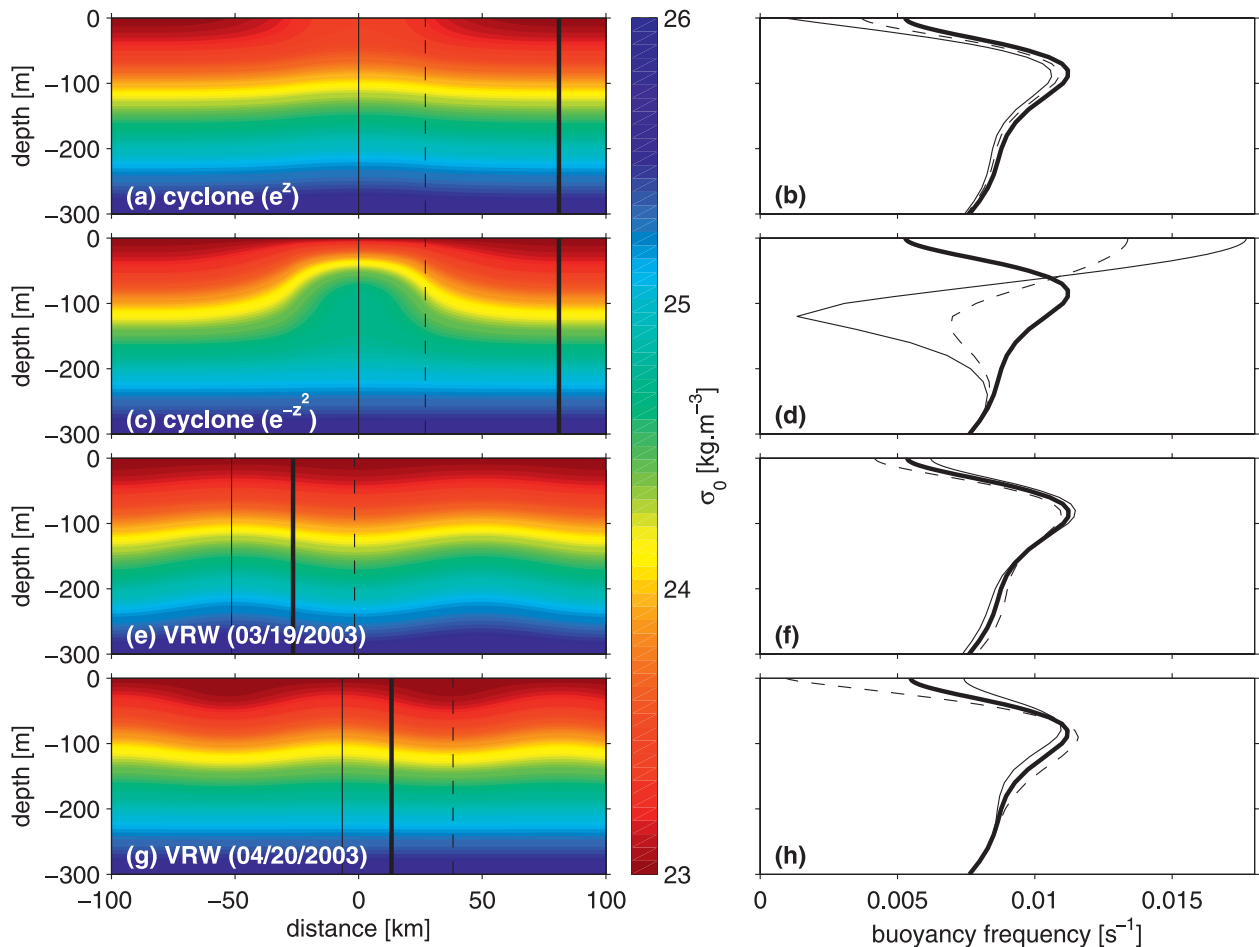 0
−100
−200
−300
depth [m]
(a) cyclone (e^z)
(b)
0
−100
−200
−300
depth [m]
(c) cyclone (e^−z^2)
(d)
0
−100
−200
−300
depth [m]
(e) VRW (03/19/2003)
(f)
0
−100
−200
−300
depth [m]
(g) VRW (04/20/2003)
(h)
−100
−50
0
50
100
distance [km]
26
25
24
23
σ_0 [kg.m^−3]
0
0.005
0.01
0.015
buoyancy frequency [s^−1]